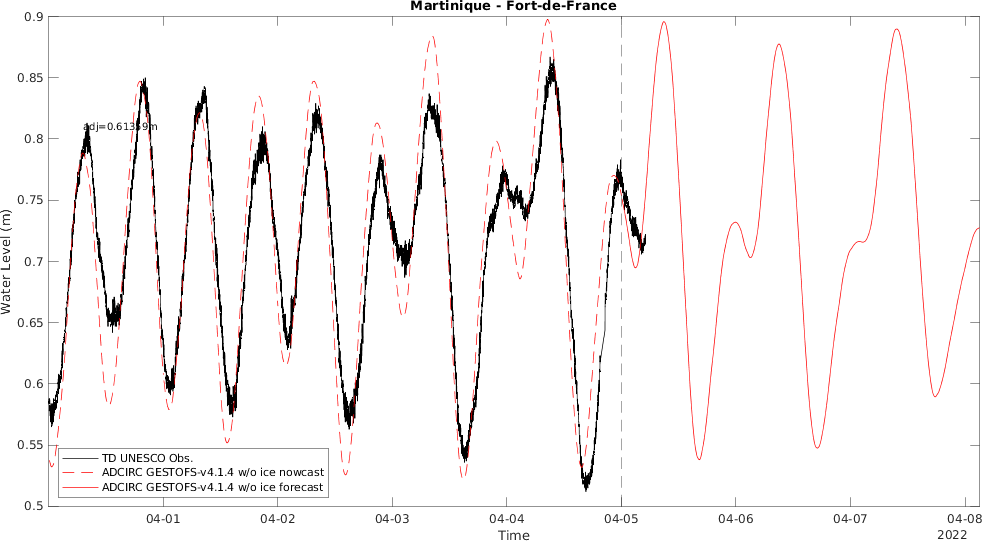 Martinique - Fort-de-France
0.9
0.85
0.8
0.75
0.7
0.65
0.6
0.55
0.5
Water Level (m)
adj=0.61359m
TD UNESCO Obs.
ADCIRC GESTOFS-v4.1.4 w/o ice nowcast
ADCIRC GESTOFS-v4.1.4 w/o ice forecast
04-01 04-02 04-03 04-04 04-05 04-06 04-07 04-08
Time
2022